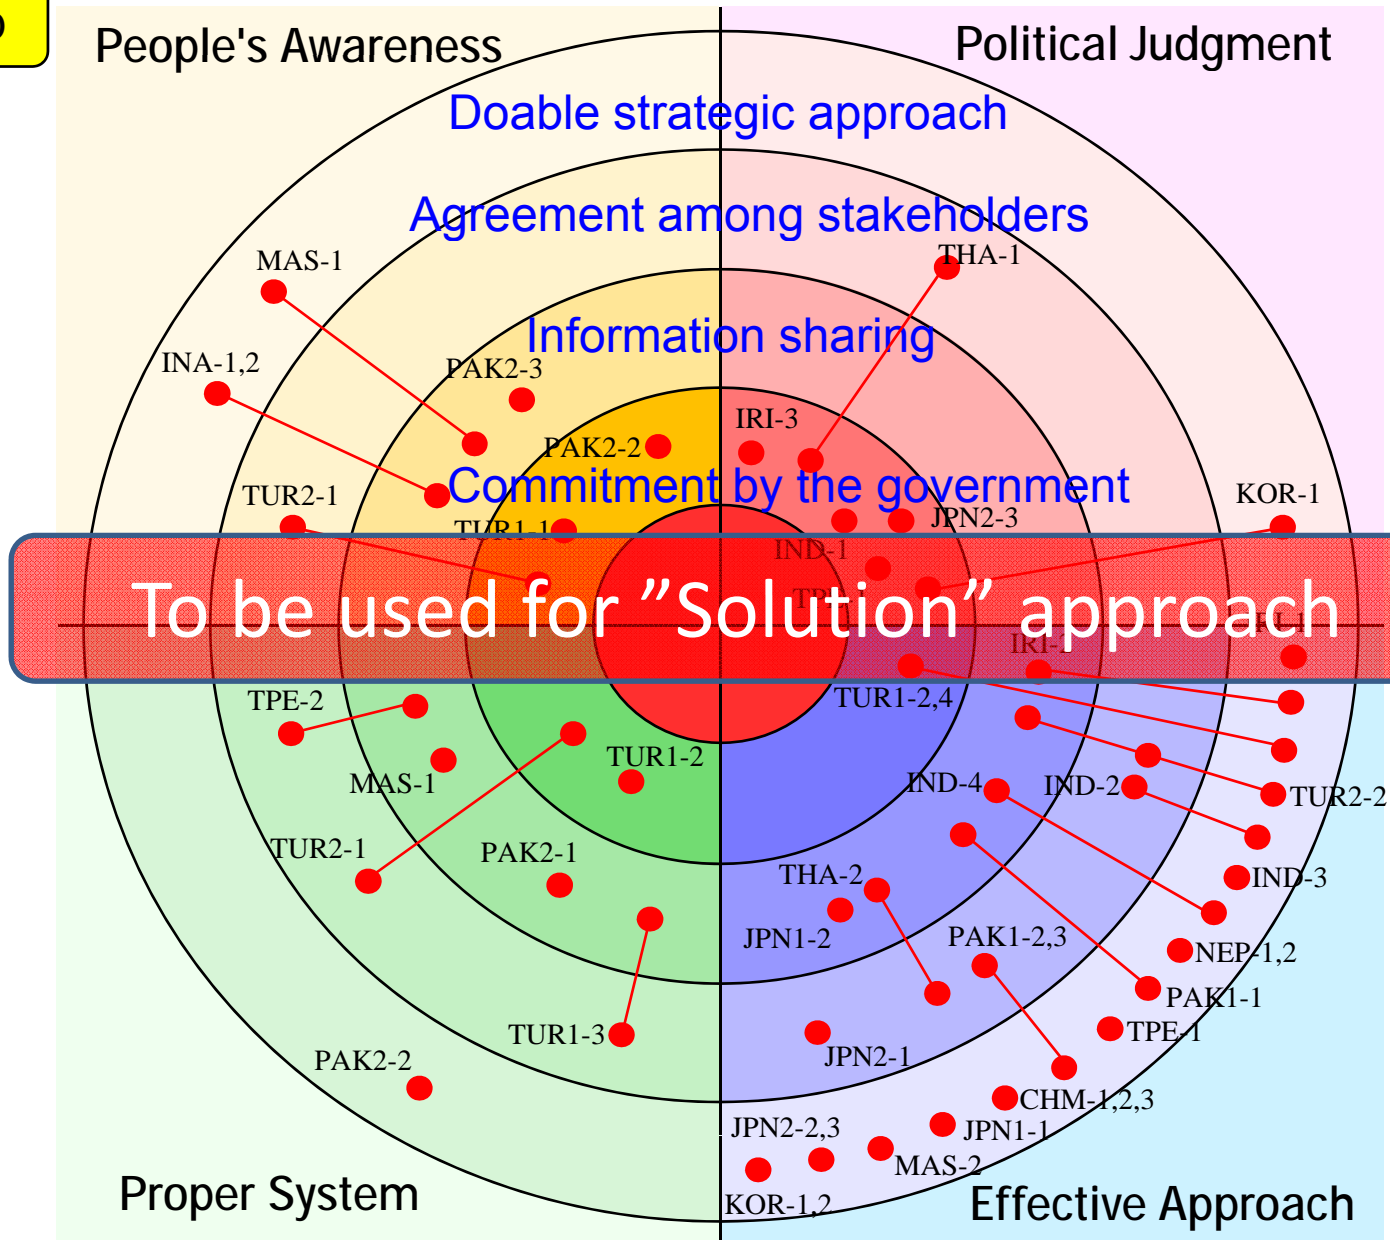 People's Awareness
Political Judgment
Doable strategic approach
Agreement among stakeholders
MAS-1
THA-1
Information sharing
INA-1,2
PAK2-3
IRI-3
PAK2-2
Commitment by the government
TUR2-1
KOR-1
TUR1-1
JPN2-3
IND-1
To be used for ”Solution” approach
IRI-2
TPE-2
TUR1-2,4
TUR1-2
MAS-1
IND-4
IND-2
TUR2-2
TUR2-1
PAK2-1
THA-2
IND-3
JPN1-2
PAK1-2,3
NEP-1,2
PAK1-1
TUR1-3
TPE-1
JPN2-1
PAK2-2
CHM-1,2,3
JPN2-2,3
JPN1-1
MAS-2
Proper System
KOR-1,2
Effective Approach